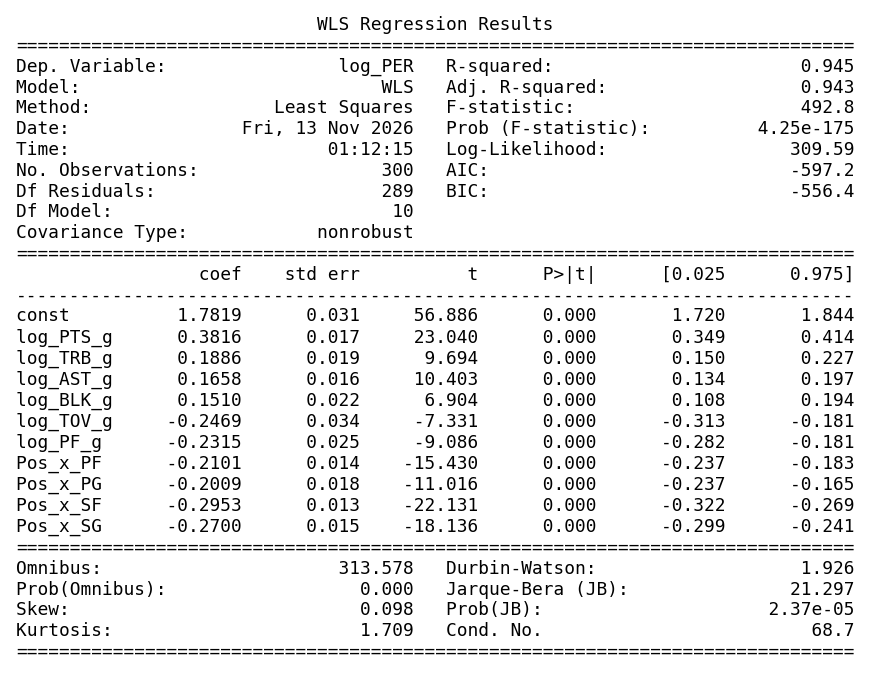 WLS Regression Results
==============================================================================
Dep. Variable:                log_PER   R-squared:                       0.945
Model:                            WLS   Adj. R-squared:                  0.943
Method:                 Least Squares   F-statistic:                     492.8
Date:                Fri, 13 Nov 2026   Prob (F-statistic):          4.25e-175
Time:                        01:12:15   Log-Likelihood:                 309.59
No. Observations:                 300   AIC:                            -597.2
Df Residuals:                     289   BIC:                            -556.4
Df Model:                          10
Covariance Type:            nonrobust
==============================================================================
                 coef    std err          t      P>|t|      [0.025      0.975]
------------------------------------------------------------------------------
const          1.7819      0.031     56.886      0.000       1.720       1.844
log_PTS_g      0.3816      0.017     23.040      0.000       0.349       0.414
log_TRB_g      0.1886      0.019      9.694      0.000       0.150       0.227
log_AST_g      0.1658      0.016     10.403      0.000       0.134       0.197
log_BLK_g      0.1510      0.022      6.904      0.000       0.108       0.194
log_TOV_g     -0.2469      0.034     -7.331      0.000      -0.313      -0.181
log_PF_g      -0.2315      0.025     -9.086      0.000      -0.282      -0.181
Pos_x_PF      -0.2101      0.014    -15.430      0.000      -0.237      -0.183
Pos_x_PG      -0.2009      0.018    -11.016      0.000      -0.237      -0.165
Pos_x_SF      -0.2953      0.013    -22.131      0.000      -0.322      -0.269
Pos_x_SG      -0.2700      0.015    -18.136      0.000      -0.299      -0.241
==============================================================================
Omnibus:                      313.578   Durbin-Watson:                   1.926
Prob(Omnibus):                  0.000   Jarque-Bera (JB):               21.297
Skew:                           0.098   Prob(JB):                     2.37e-05
Kurtosis:                       1.709   Cond. No.                         68.7
==============================================================================